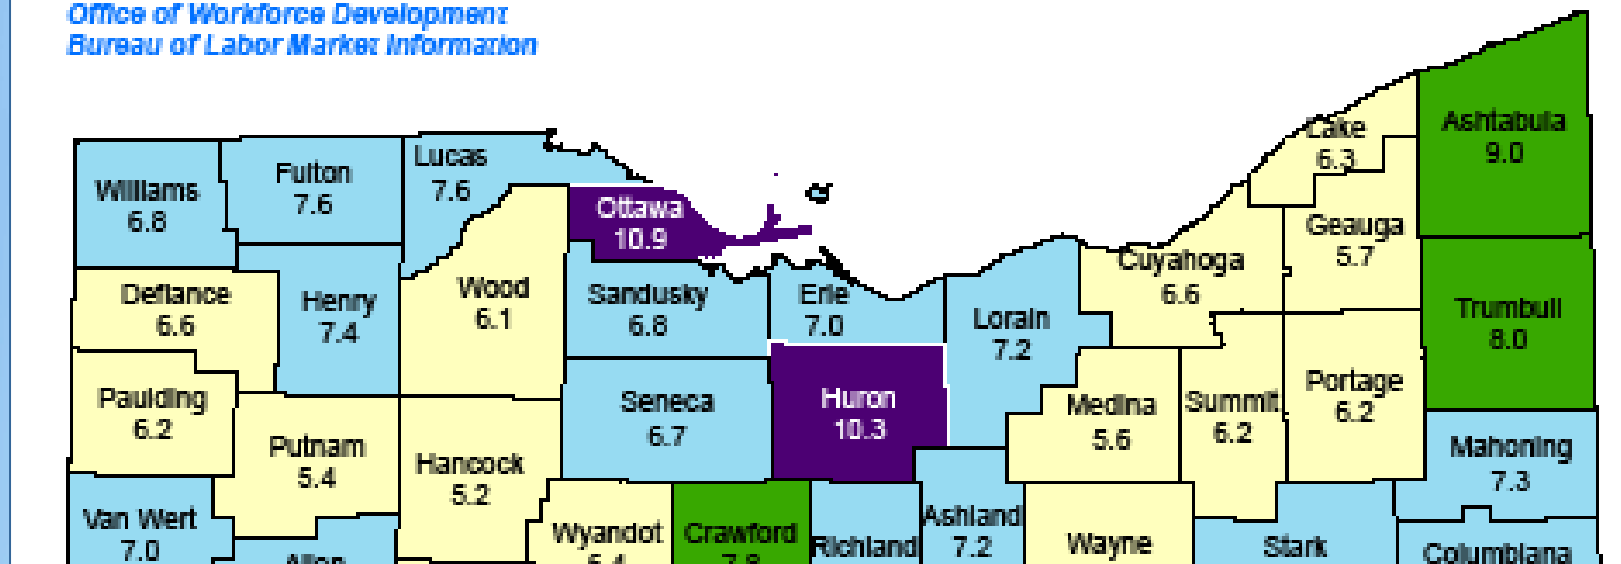 Office of Workforce Development
Bureau of Labor Market Information
Ashtabula
9.0
Lake
6.3
Lucas
7.6
Fulton
7.6
Williams
6.8
Ottawa
10.9
Geauga
5.7
Cuyahoga
6.6
Wood
6.1
Sandusky
6.8
Erie
7.0
Defiance
6.6
Henry
7.4
Lorain
7.2
Trumbull
8.0
Paulding
6.2
Seneca
6.7
Huron
10.3
Medina
5.6
Summit
6.2
Portage
6.2
Putnam
5.4
Hancock
5.2
Mahoning
7.3
Van Wert
7.0
Wyandot
Crawford
Richland
Ashland
7.2
Wayne
Stark
Columbiana
Allen